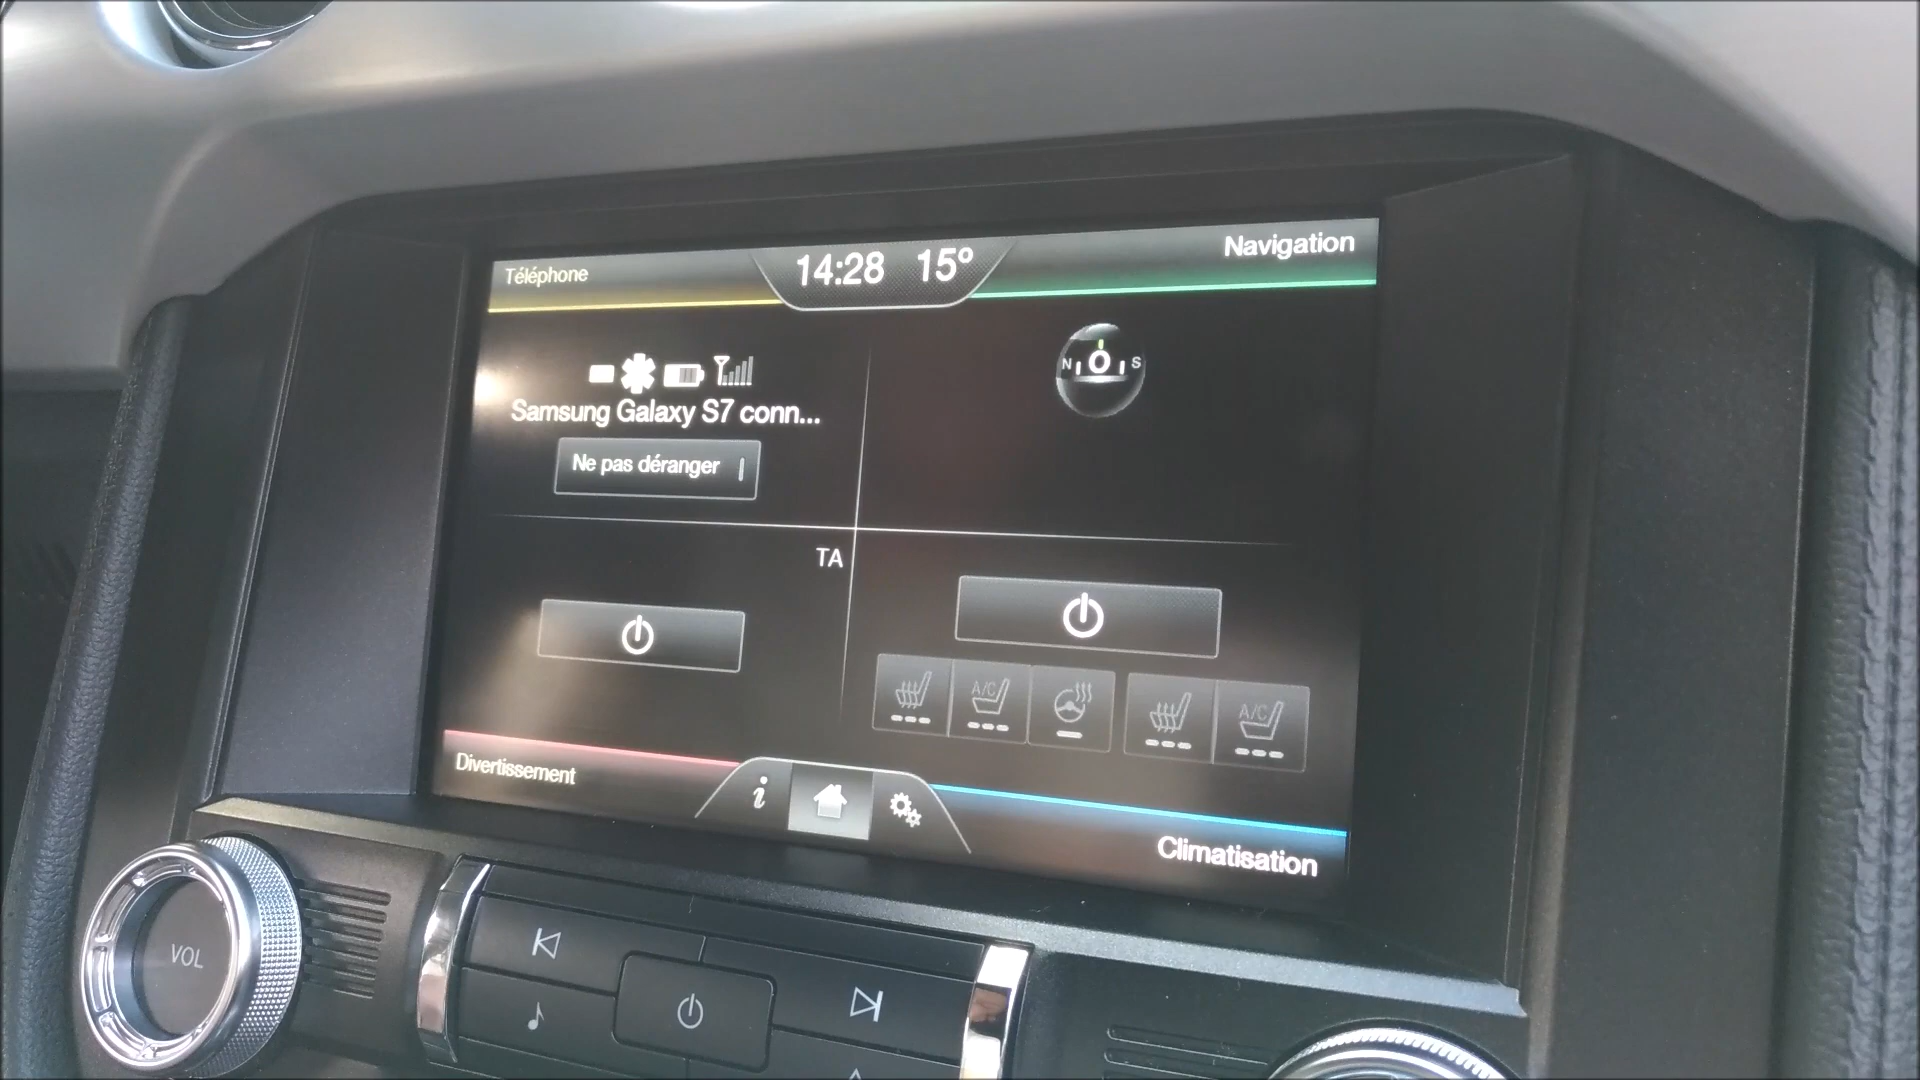 Téléphone
14:28 15°
Navigation
Samsung Galaxy S7 conn...
N O S
Ne pas déranger
TA
A/C
A/C
Divertissement
i
Climatisation
VOL